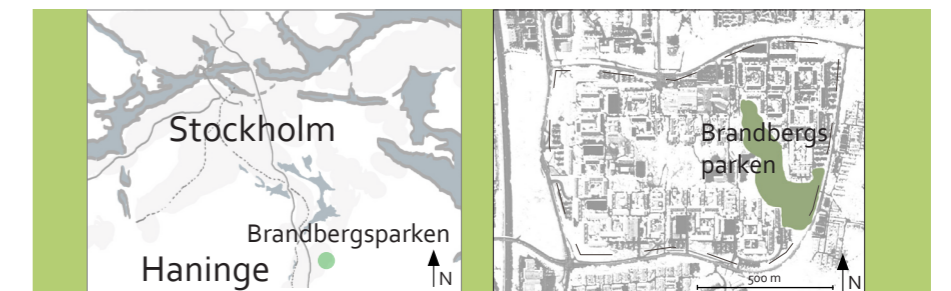 Stockholm
Brandbergsparken
Haninge
N
Brandbergs
parken
500 m
N